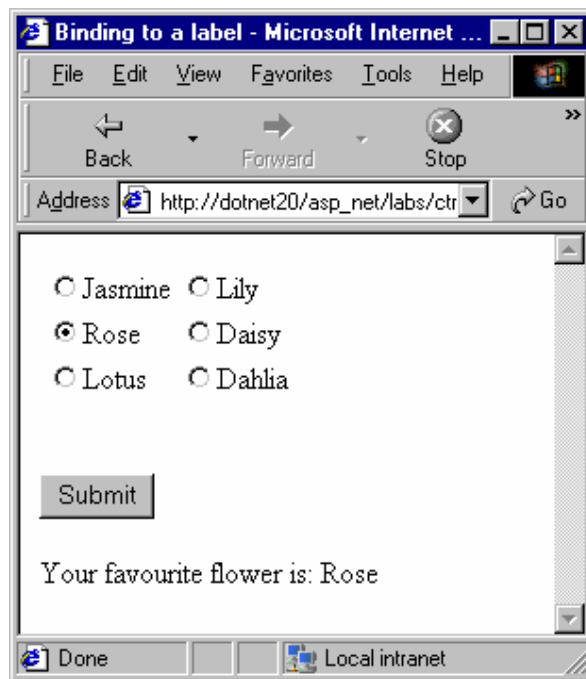 Binding to a label - Microsoft Internet ...
File Edit View Favorites Tools Help
»
Back Forward Stop
Address http://dotnet20/asp_net/labs/ctr Go
Jasmine Lily
Rose Daisy
Lotus Dahlia
Submit
Your favourite flower is: Rose
Done Local intranet